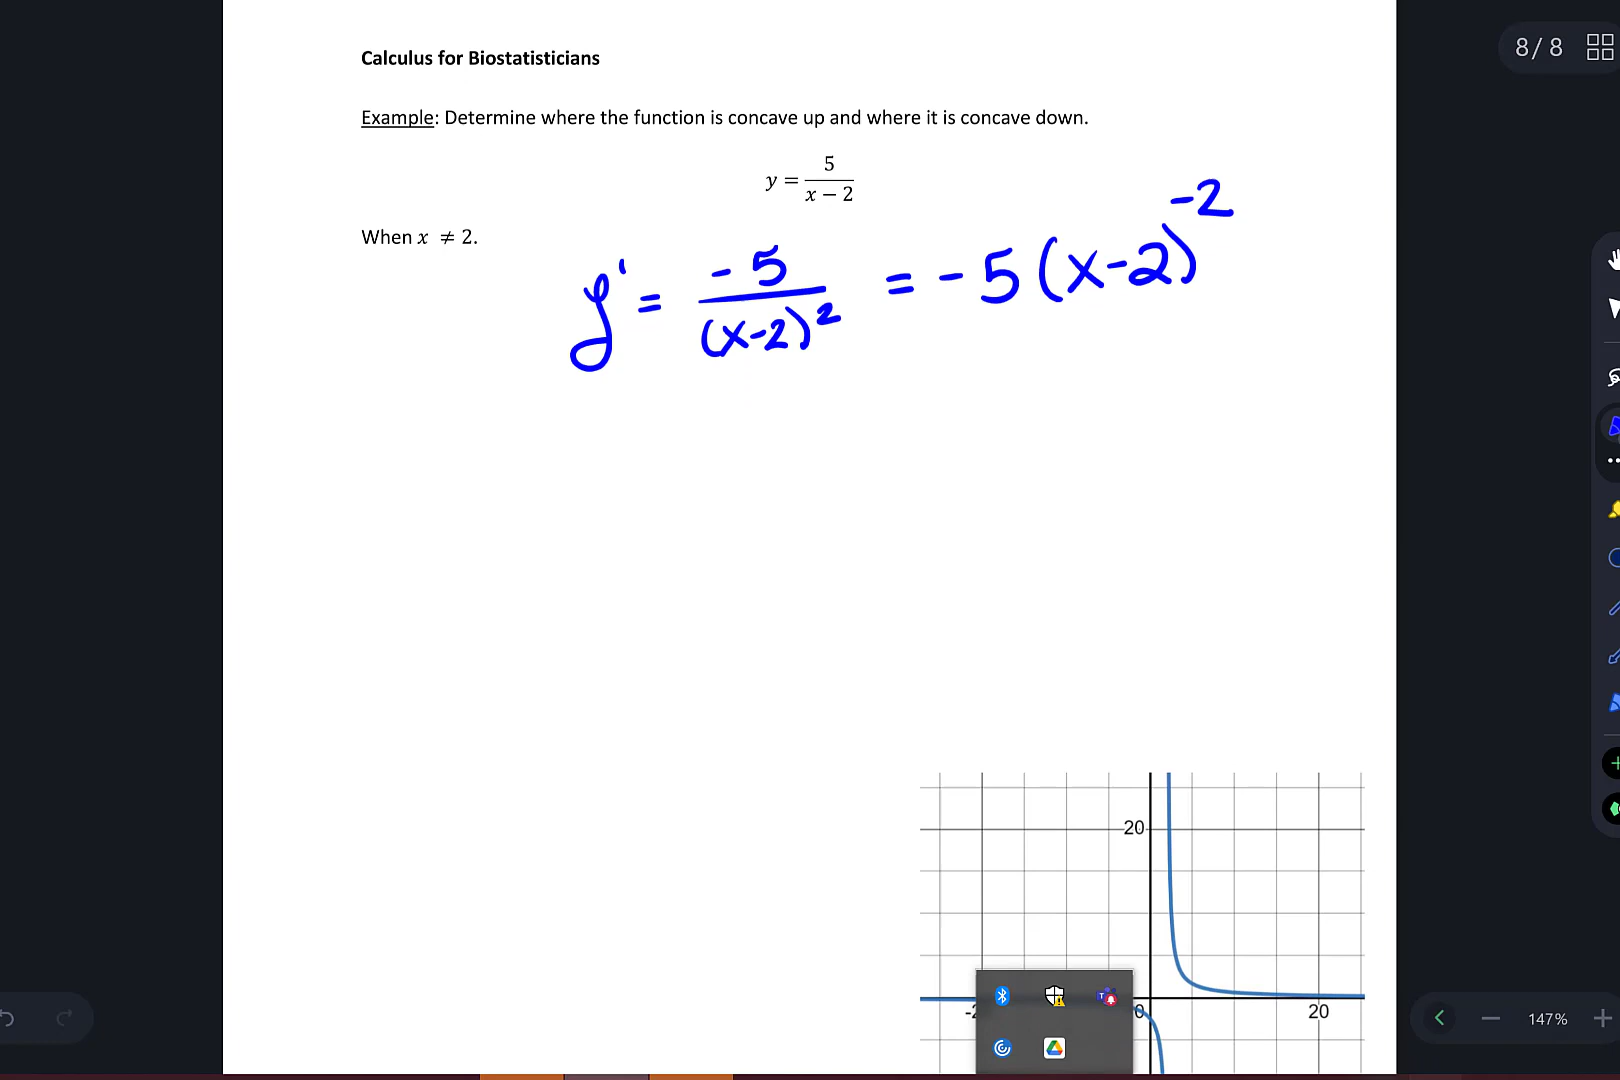 8/ 8
Calculus for Biostatisticians
Example: Determine where the function is concave up and where it is concave down.
y = 5 / (x − 2)
When x ≠ 2.
y' = -5 / (x-2)² = -5(x-2)⁻²
20
-2
0
20
147%